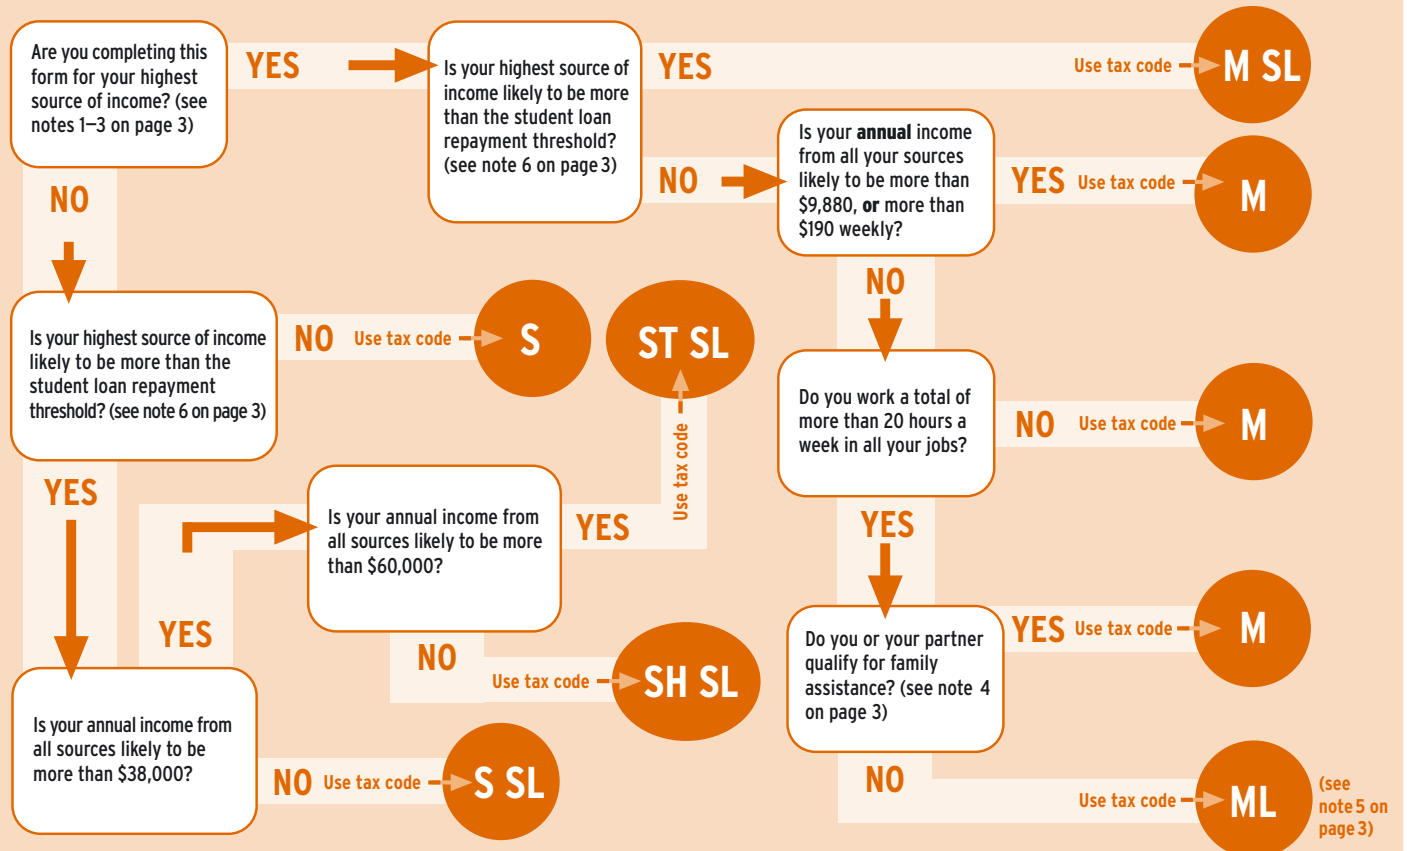 Are you completing this
form for your highest
source of income? (see
notes 1–3 on page 3)
YES
Is your highest source of
income likely to be more
than the student loan
repayment threshold?
(see note 6 on page 3)
YES
Use tax code
M SL
NO
Is your annual income
from all your sources
likely to be more than
$9,880, or more than
$190 weekly?
YES
Use tax code
M
NO
Do you work a total of
more than 20 hours a
week in all your jobs?
NO
Use tax code
M
YES
Do you or your partner
qualify for family
assistance? (see note 4
on page 3)
YES
Use tax code
M
NO
Use tax code
ML
(see
note 5 on
page 3)
NO
Is your highest source of income
likely to be more than the
student loan repayment
threshold? (see note 6 on page 3)
NO
Use tax code
S
YES
Is your annual income from
all sources likely to be
more than $38,000?
NO
Use tax code
S SL
YES
Is your annual income from
all sources likely to be more
than $60,000?
YES
Use tax code
ST SL
NO
Use tax code
SH SL